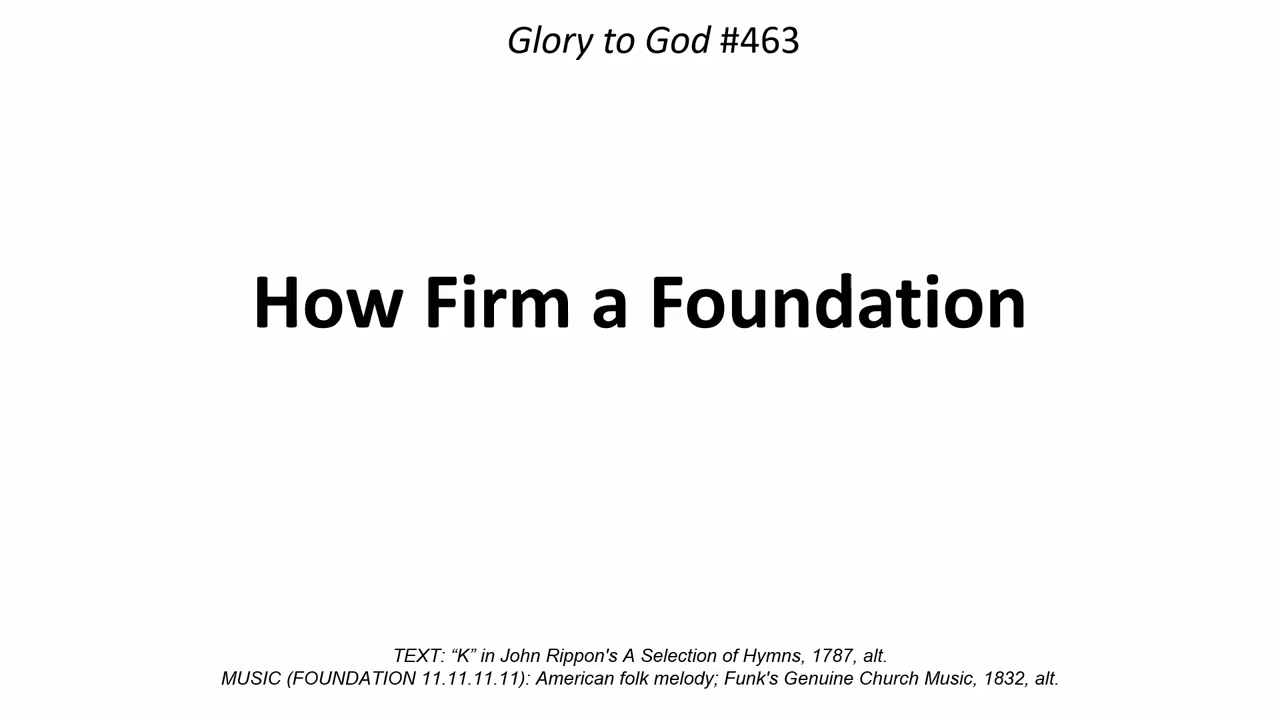 Glory to God #463
How Firm a Foundation
TEXT: “K” in John Rippon's A Selection of Hymns, 1787, alt.
MUSIC (FOUNDATION 11.11.11.11): American folk melody; Funk's Genuine Church Music, 1832, alt.